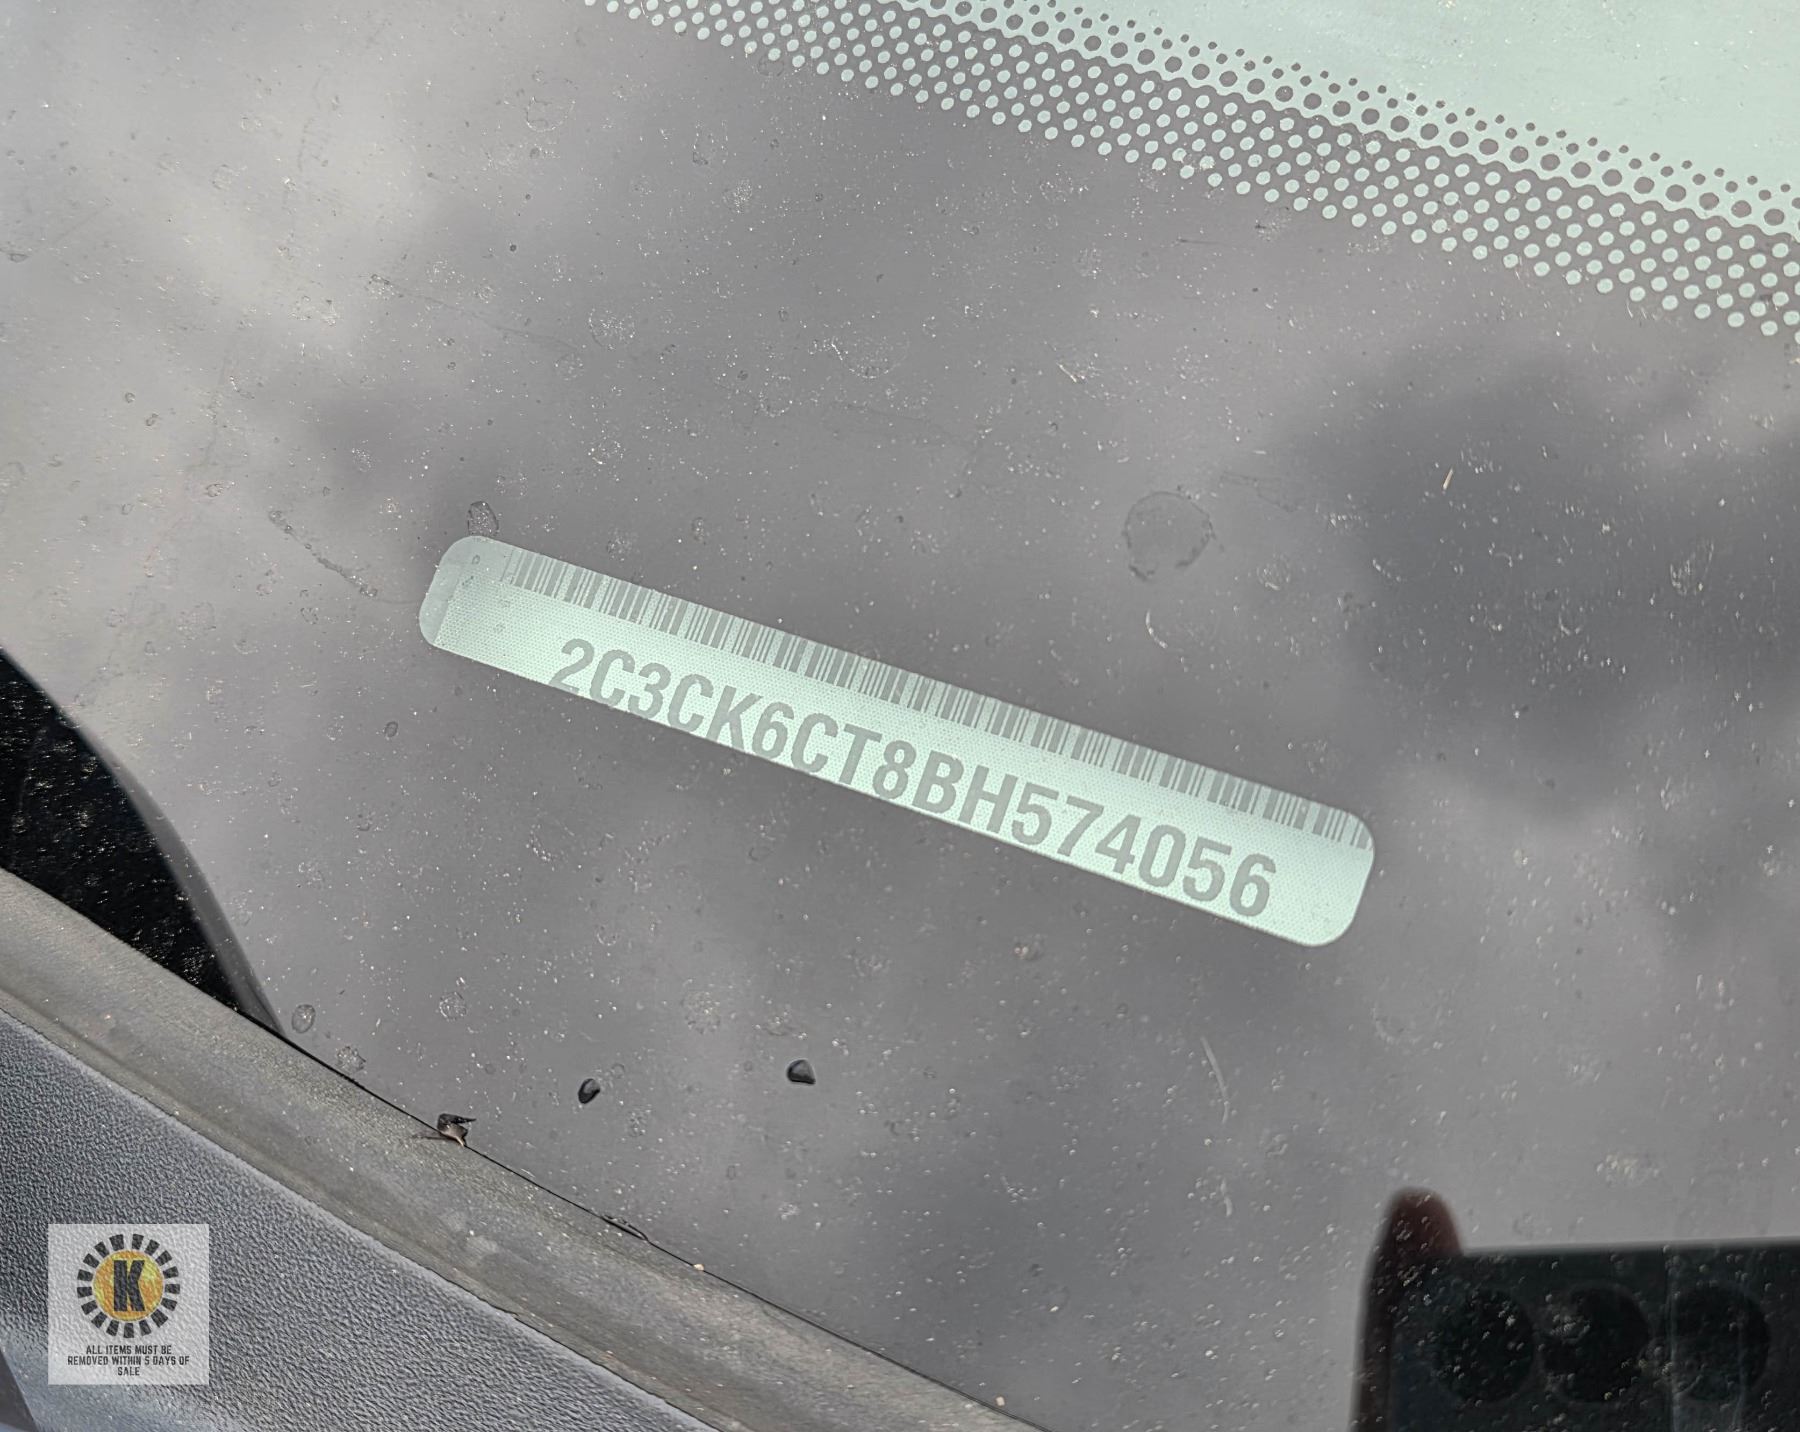 2C3CK6CT8BH574056
K
ALL ITEMS MUST BE
REMOVED WITHIN 5 DAYS OF
SALE